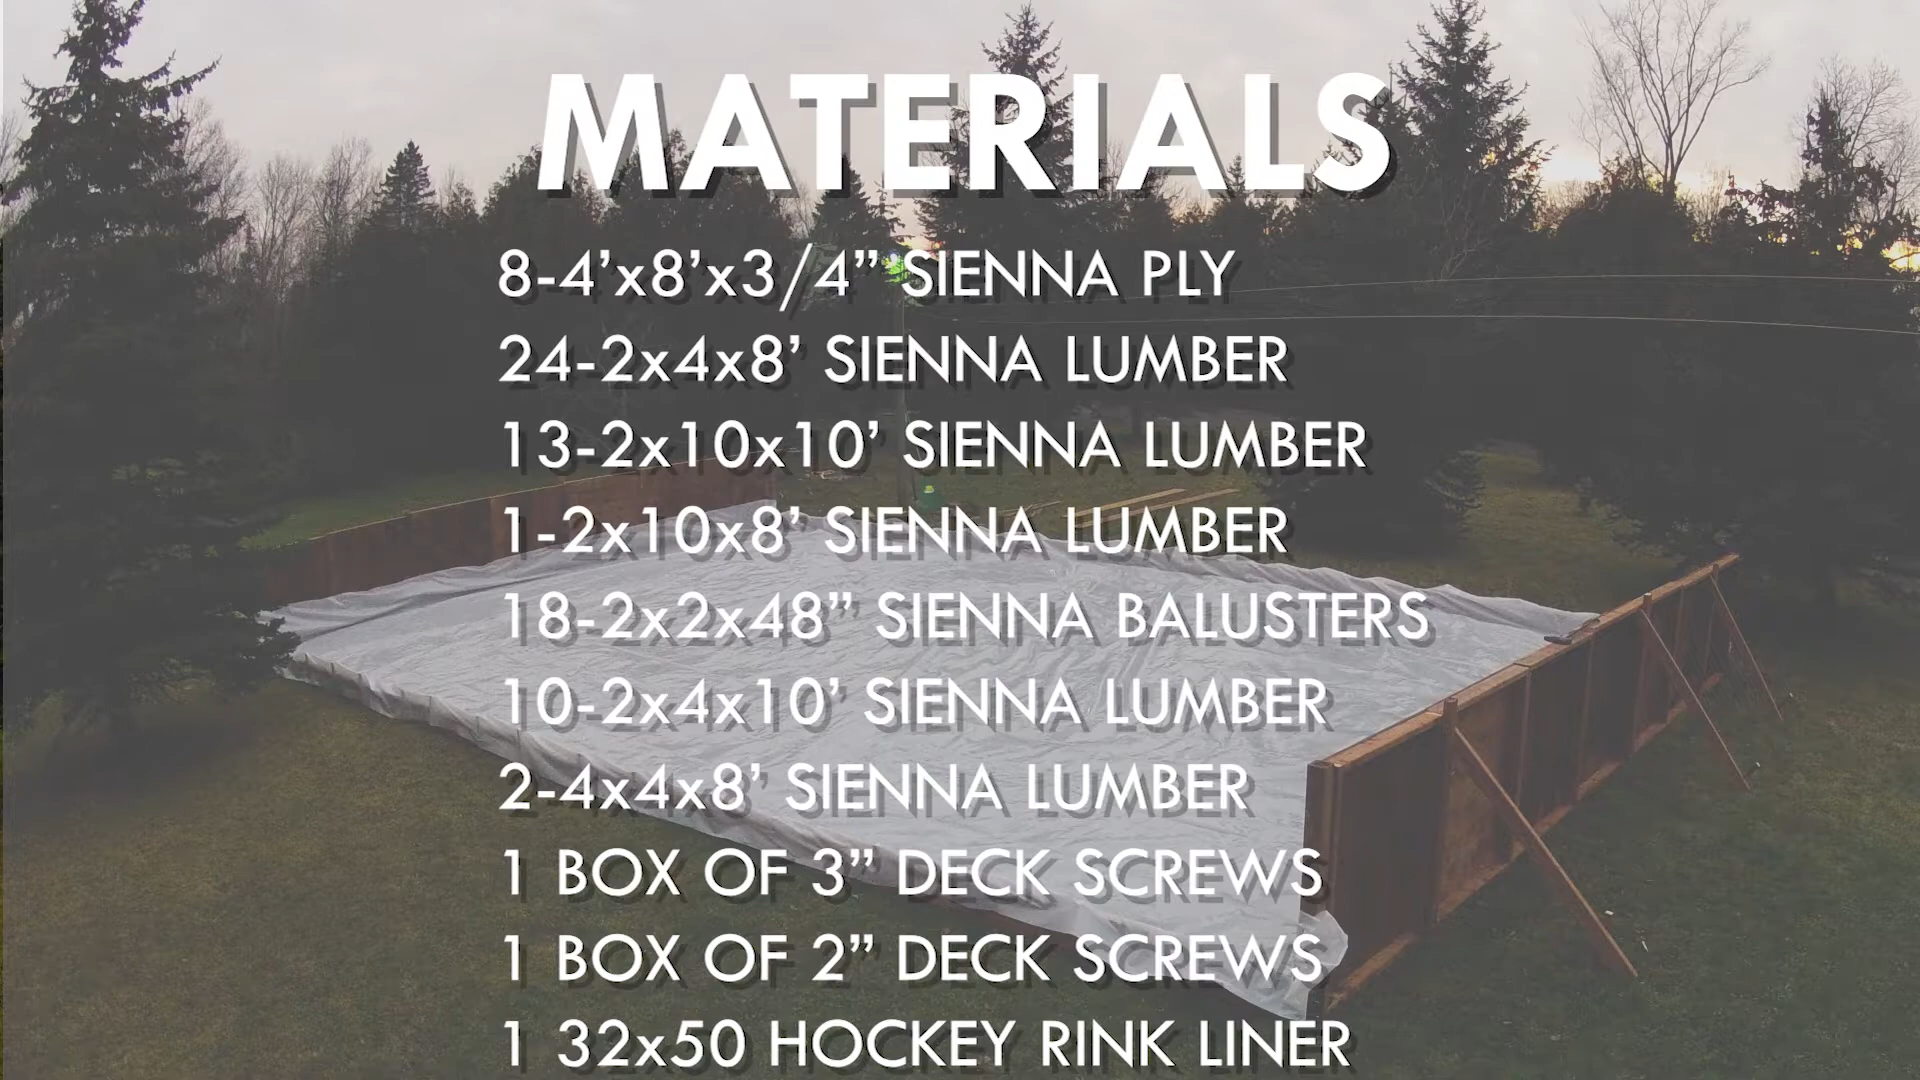 MATERIALS
8-4’x8’x3/4” SIENNA PLY
24-2x4x8’ SIENNA LUMBER
13-2x10x10’ SIENNA LUMBER
1-2x10x8’ SIENNA LUMBER
18-2x2x48” SIENNA BALUSTERS
10-2x4x10’ SIENNA LUMBER
2-4x4x8’ SIENNA LUMBER
1 BOX OF 3” DECK SCREWS
1 BOX OF 2” DECK SCREWS
1 32x50 HOCKEY RINK LINER